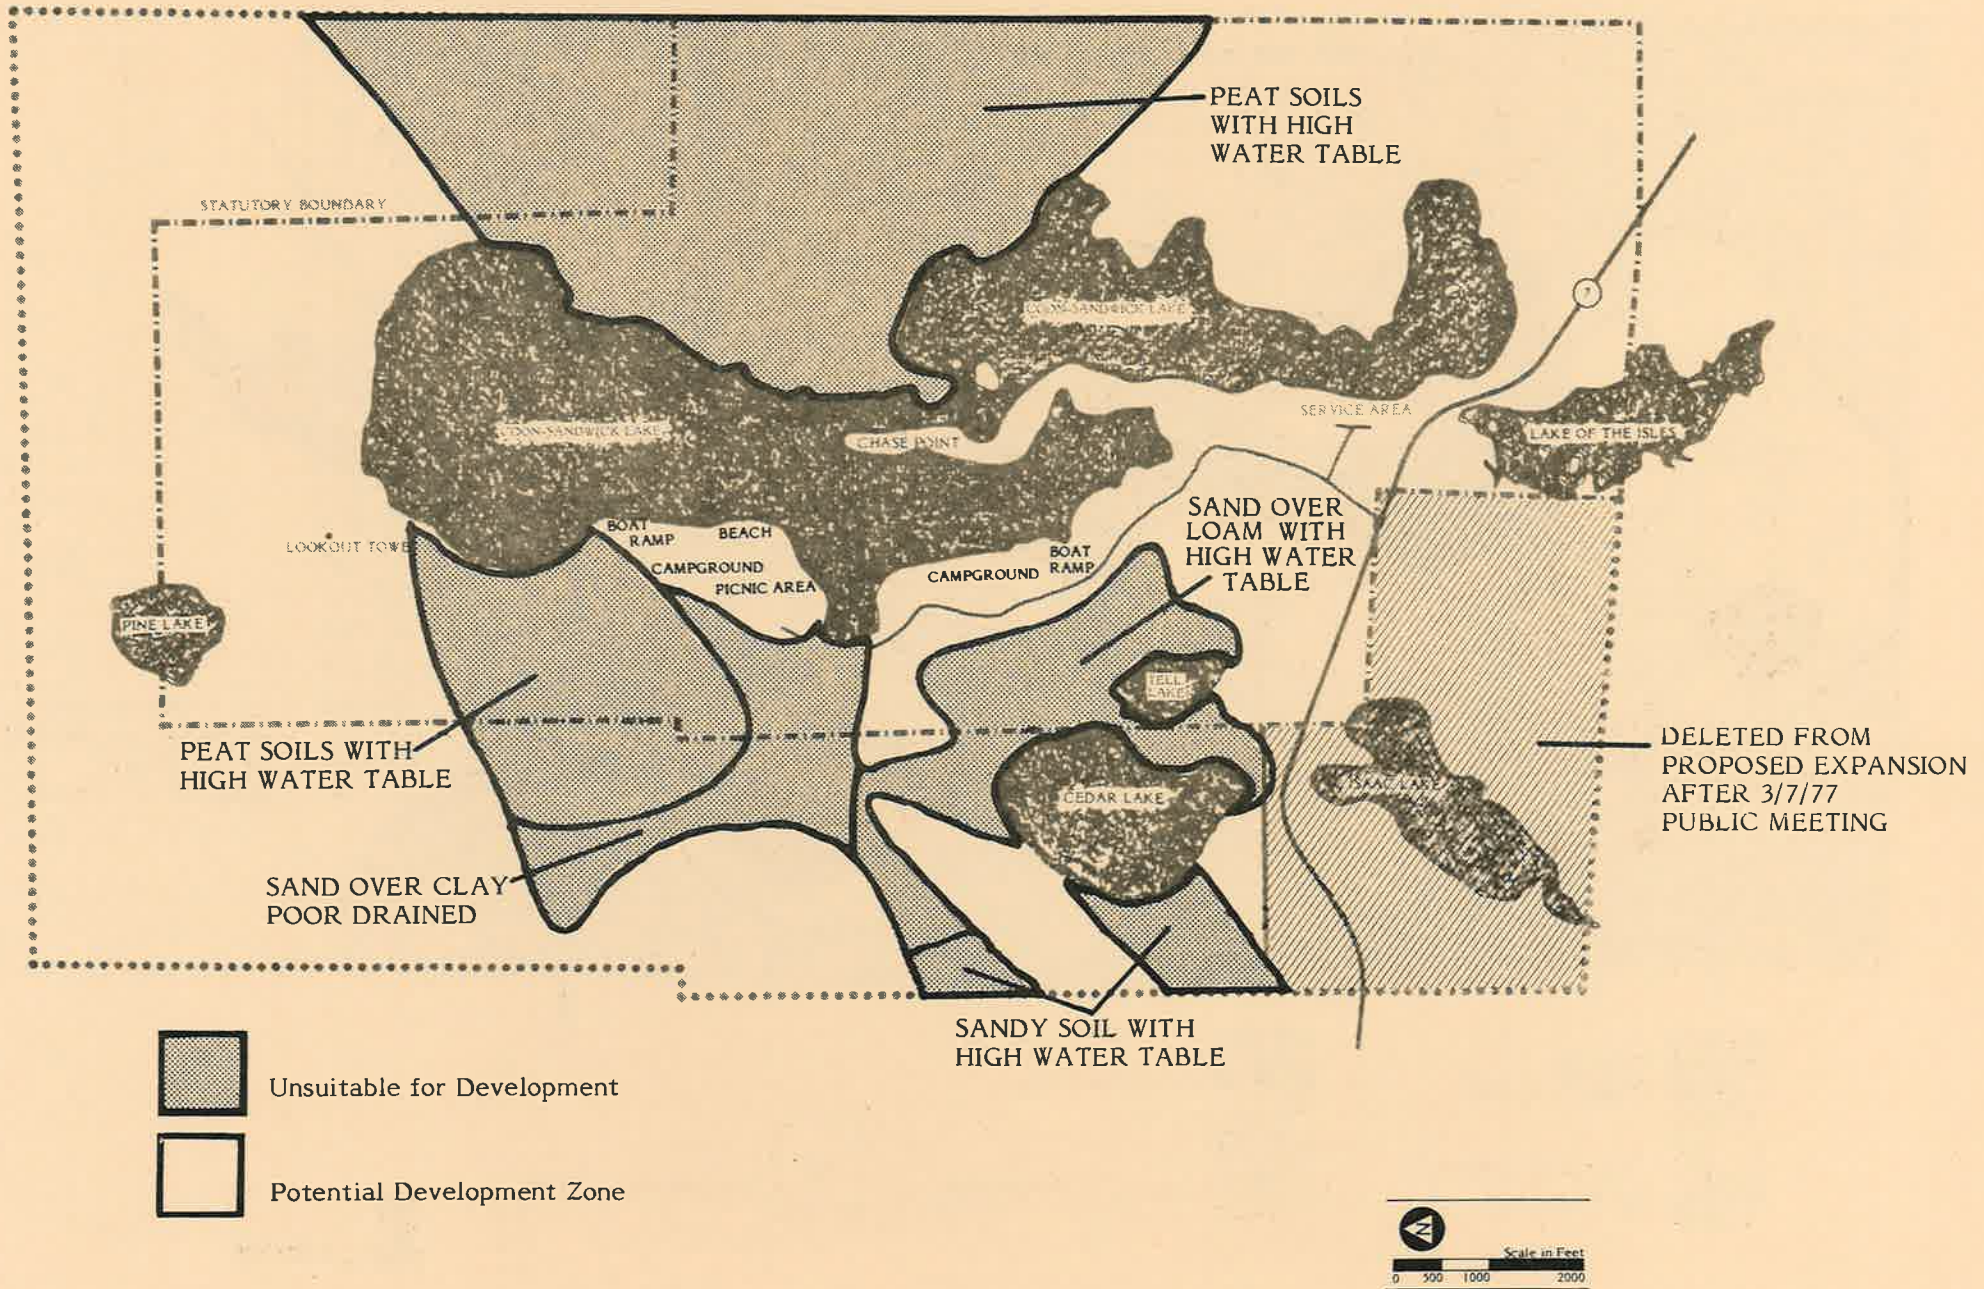 PEAT SOILS
WITH HIGH
WATER TABLE
STATUTORY BOUNDARY
COON-SANDWICK LAKE
7
SERVICE AREA
COON-SANDWICK LAKE
CHASE POINT
LAKE OF THE ISLES
SAND OVER
LOAM WITH
HIGH WATER
TABLE
BOAT
RAMP
BEACH
LOOKOUT TOWE
CAMPGROUND
PICNIC AREA
CAMPGROUND
BOAT
RAMP
PINE LAKE
TELL
LAKE
PEAT SOILS WITH
HIGH WATER TABLE
DELETED FROM
PROPOSED EXPANSION
AFTER 3/7/77
PUBLIC MEETING
CEDAR LAKE
ISAAC LAKE
SAND OVER CLAY
POOR DRAINED
SANDY SOIL WITH
HIGH WATER TABLE
Unsuitable for Development
Potential Development Zone
N
Scale in Feet
0 500 1000 2000